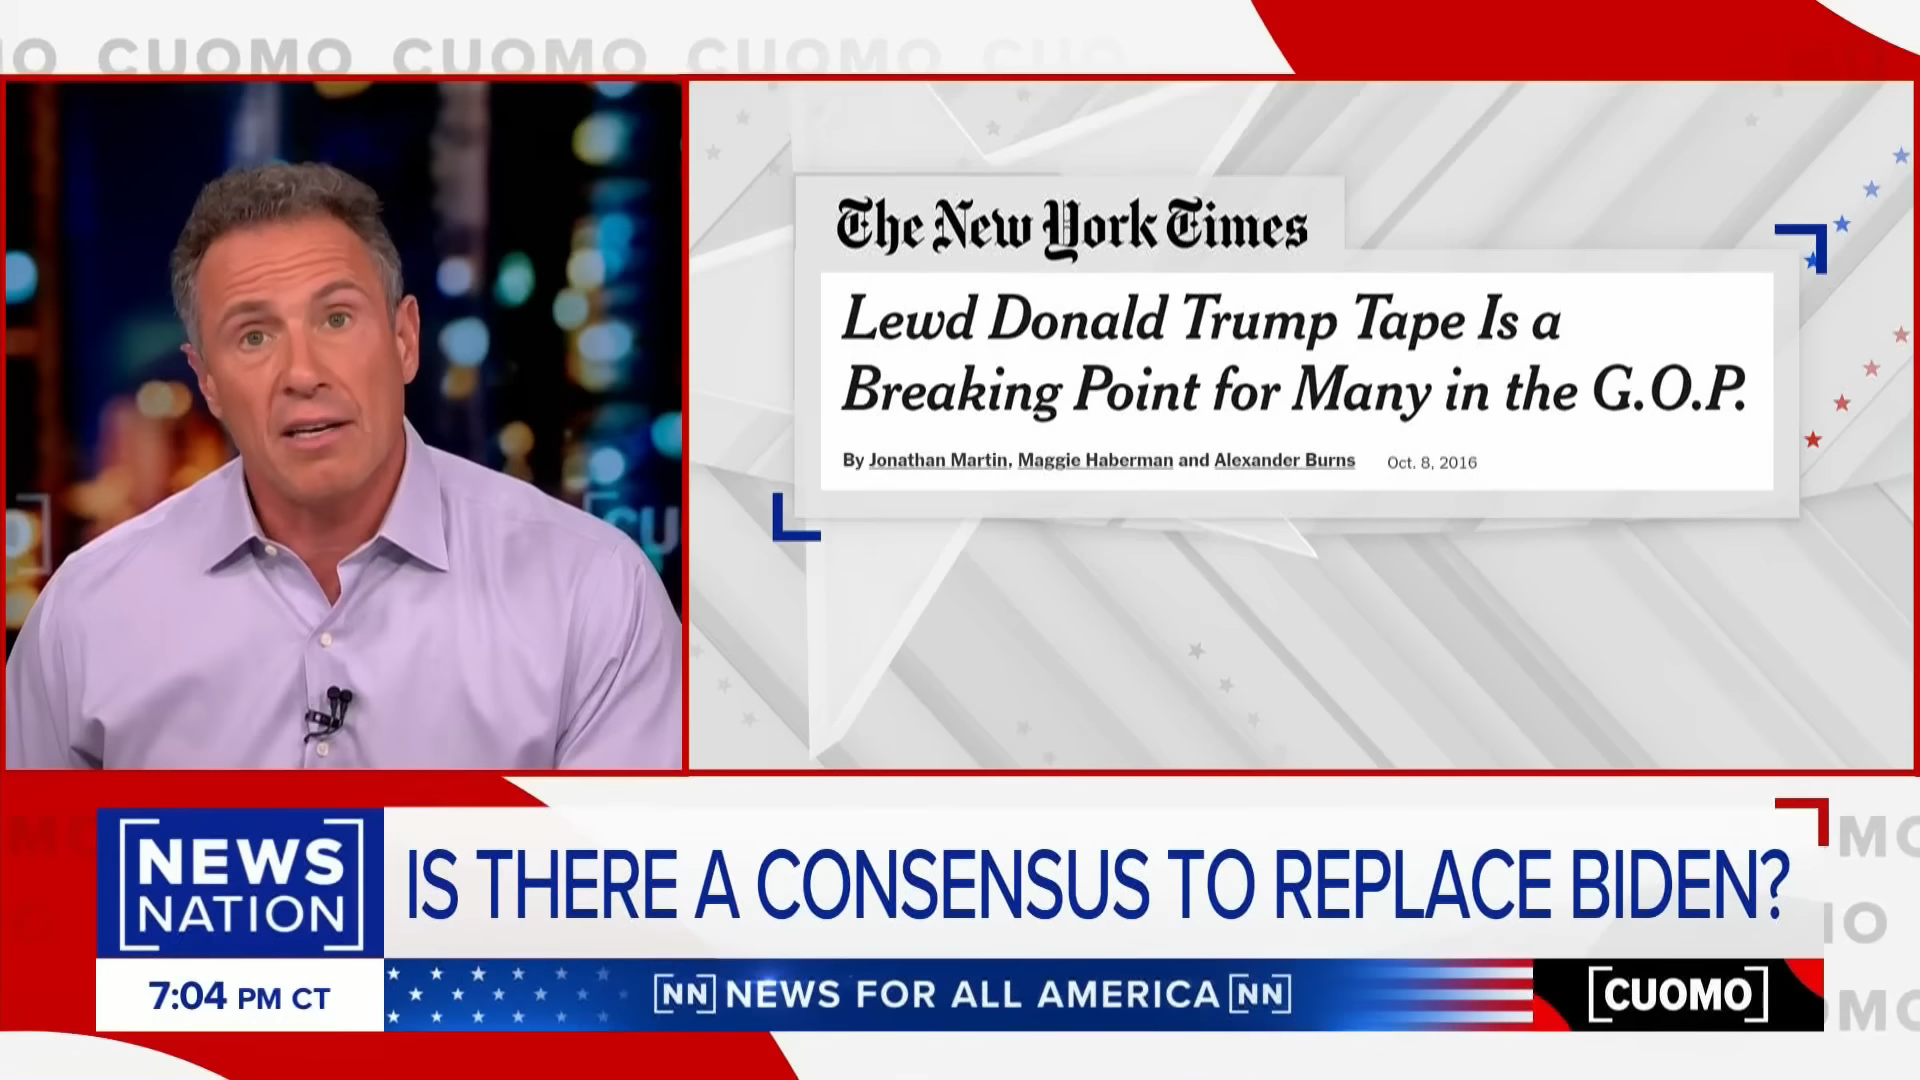 CUOMO CUOMO CUOMO CUOMO
The New York Times
Lewd Donald Trump Tape Is a
Breaking Point for Many in the G.O.P.
By Jonathan Martin, Maggie Haberman and Alexander Burns Oct. 8, 2016
NEWS
NATION
IS THERE A CONSENSUS TO REPLACE BIDEN?
7:04 PM CT
NN NEWS FOR ALL AMERICA NN
CUOMO